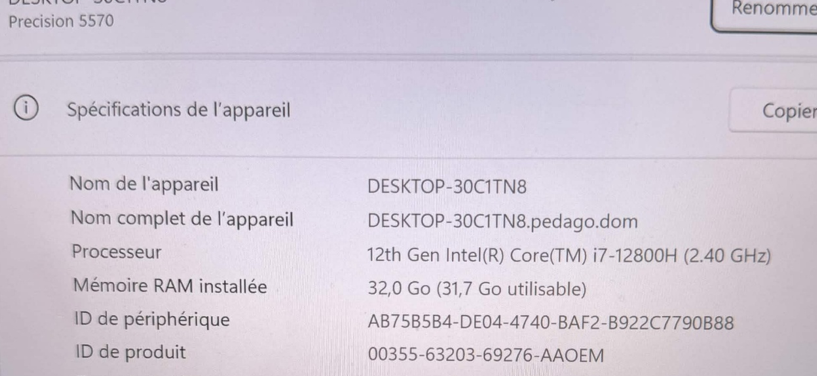 DESKTOP-30C1TN8
Precision 5570
Renomme
Spécifications de l'appareil
Copier
Nom de l'appareil DESKTOP-30C1TN8
Nom complet de l'appareil DESKTOP-30C1TN8.pedago.dom
Processeur 12th Gen Intel(R) Core(TM) i7-12800H (2.40 GHz)
Mémoire RAM installée 32,0 Go (31,7 Go utilisable)
ID de périphérique AB75B5B4-DE04-4740-BAF2-B922C7790B88
ID de produit 00355-63203-69276-AAOEM